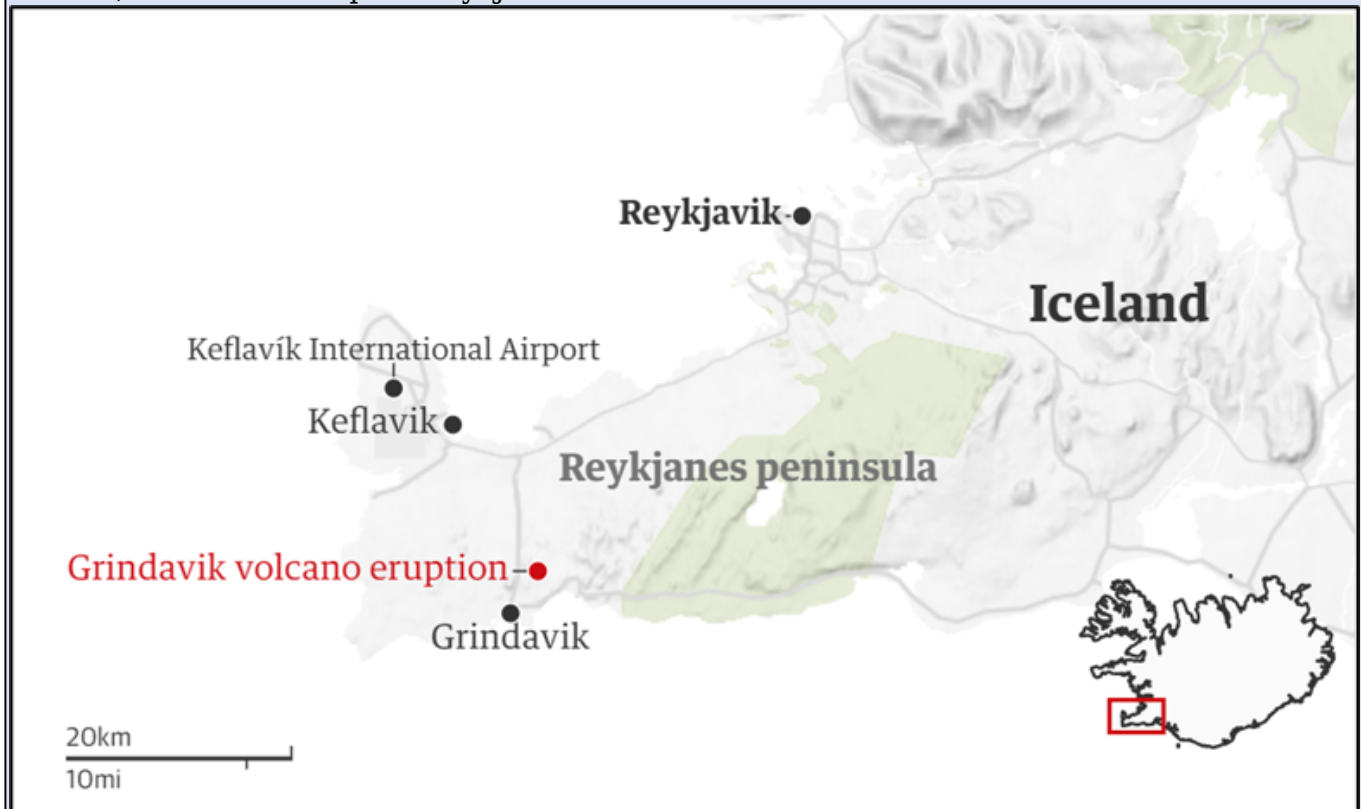 Reykjavik
Iceland
Keflavík International Airport
Keflavik
Reykjanes peninsula
Grindavik volcano eruption
Grindavik
20km
10mi